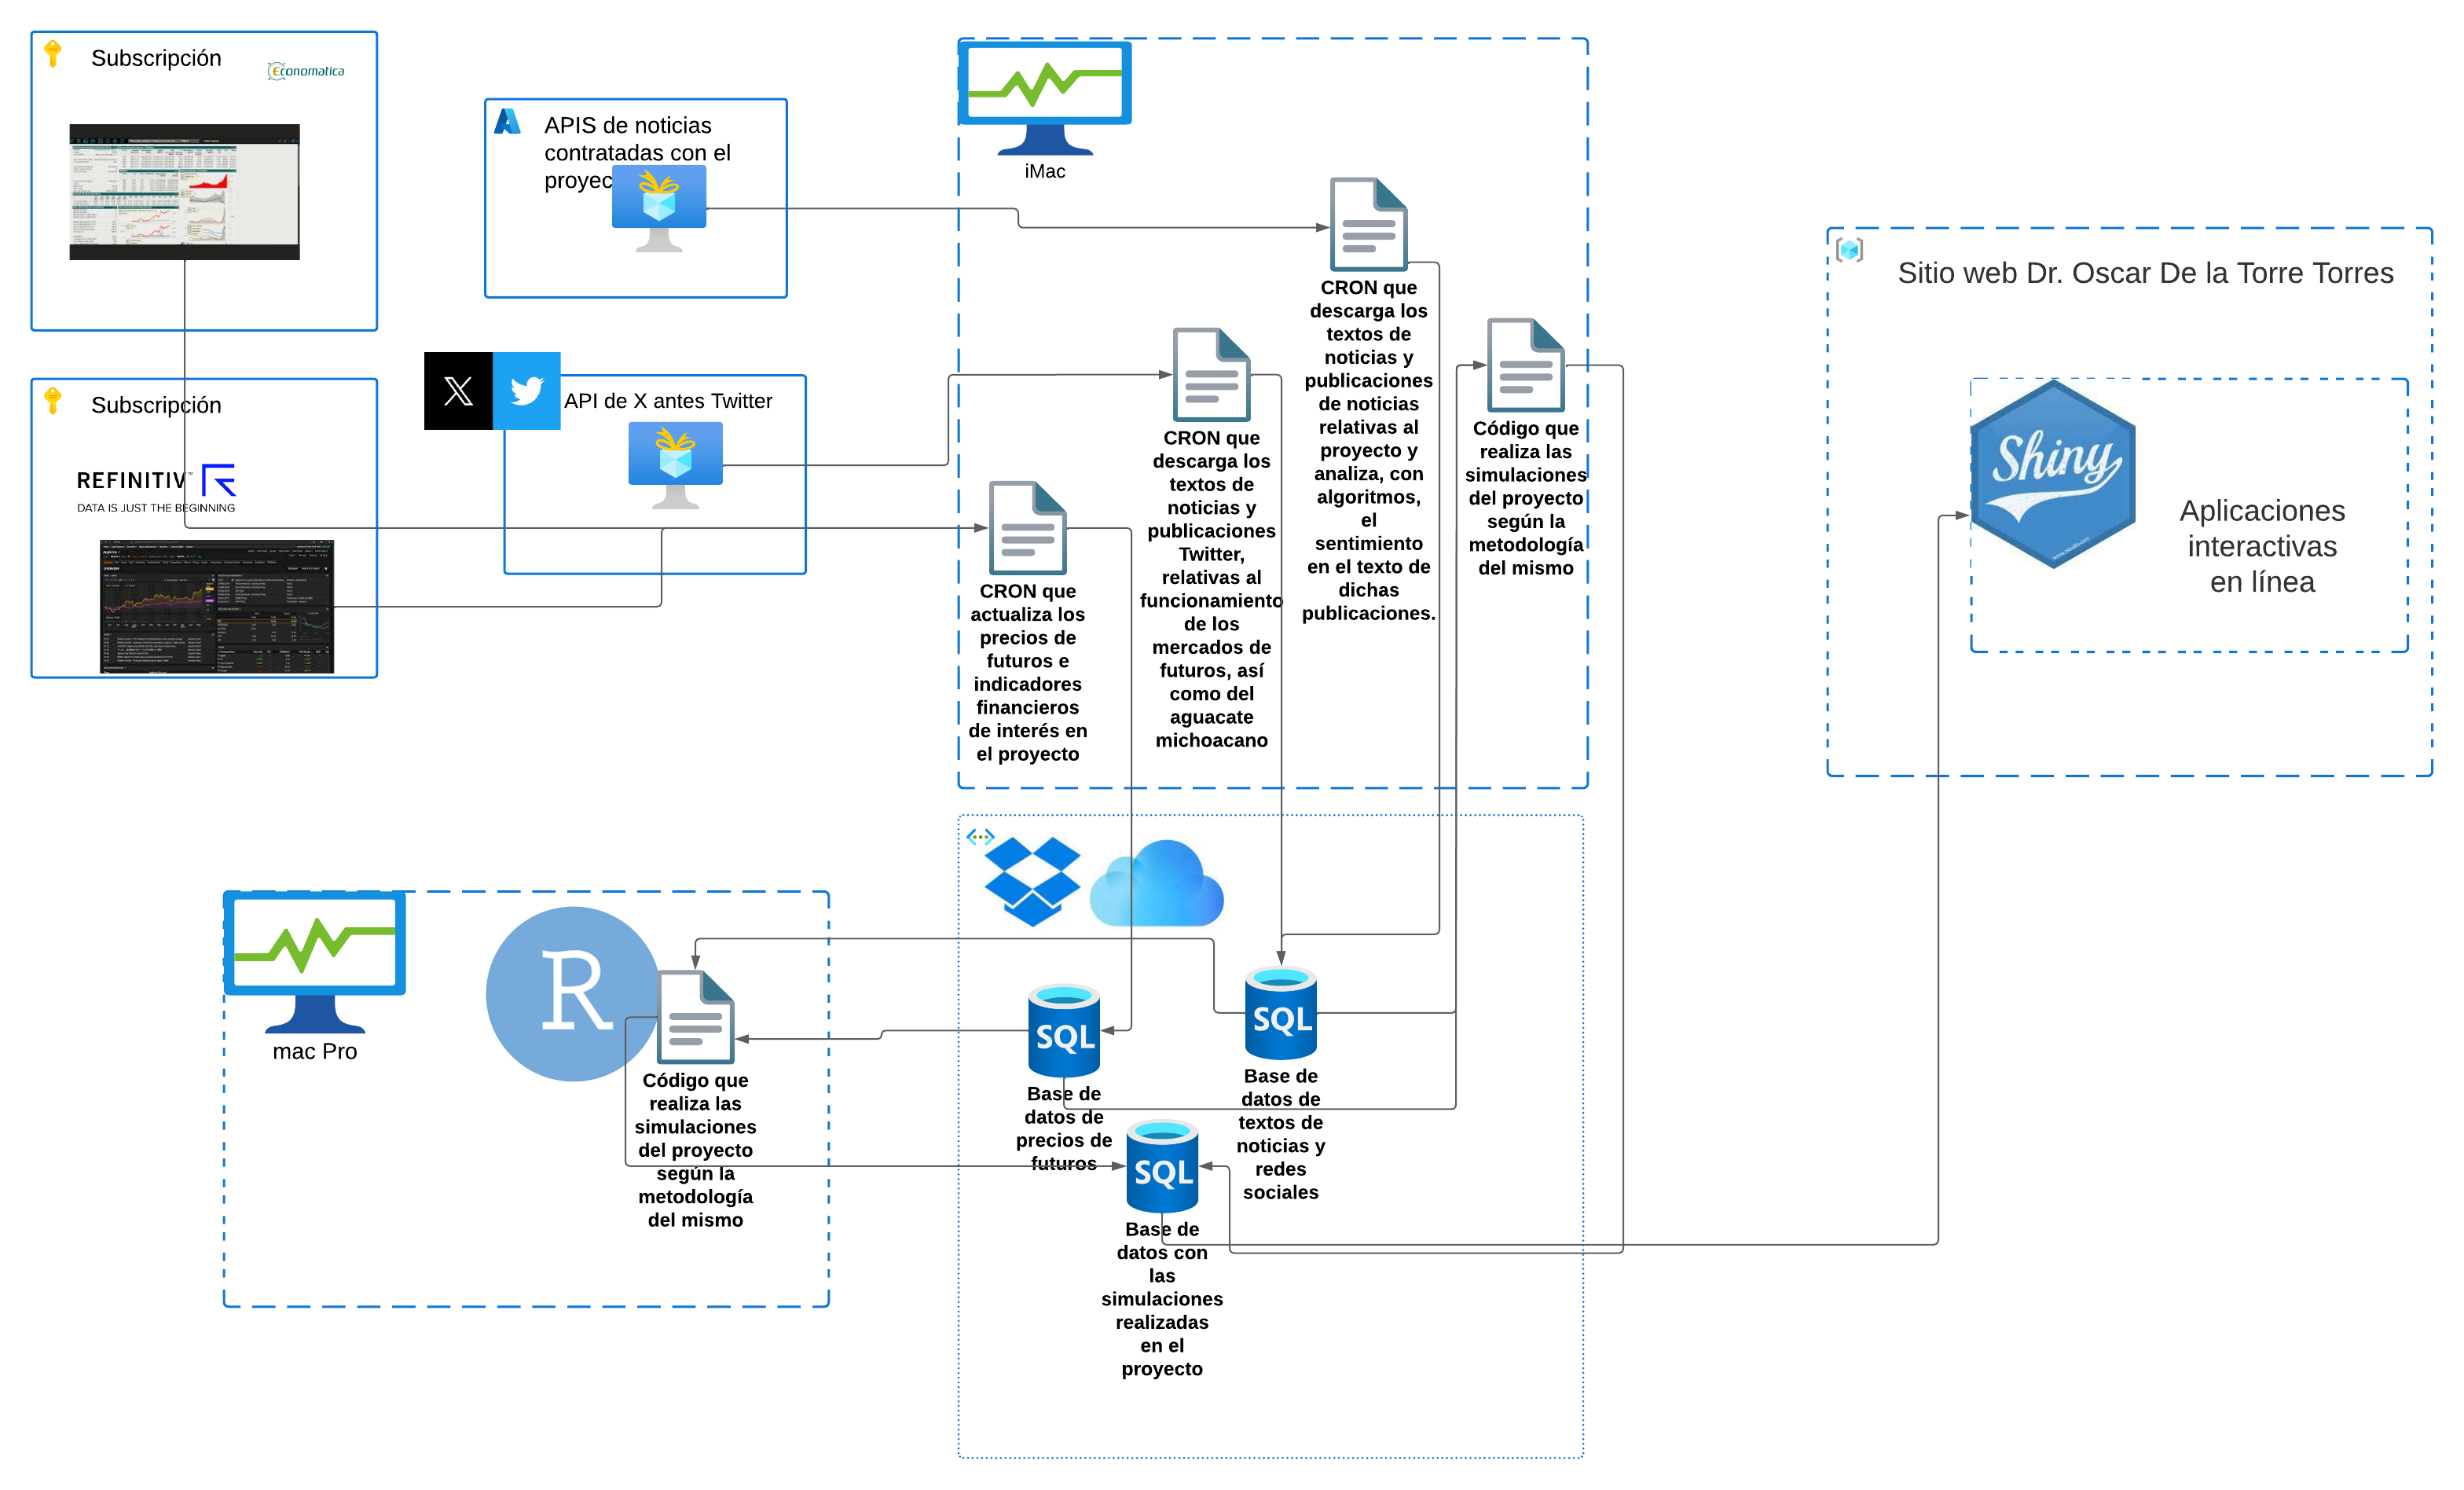 Subscripción
Economatica
APIS de noticias
contratadas con el
proyec
iMac
CRON que
descarga los
textos de
noticias y
publicaciones
de noticias
relativas al
proyecto y
analiza, con
algoritmos,
el
sentimiento
en el texto de
dichas
publicaciones.
Sitio web Dr. Oscar De la Torre Torres
Shiny
www.rstudio.com
Aplicaciones
interactivas
en línea
Subscripción
REFINITIV™
DATA IS JUST THE BEGINNING
API de X antes Twitter
CRON que
descarga los
textos de
noticias y
publicaciones
Twitter,
relativas al
funcionamiento
de los
mercados de
futuros, así
como del
aguacate
michoacano
Código que
realiza las
simulaciones
del proyecto
según la
metodología
del mismo
CRON que
actualiza los
precios de
futuros e
indicadores
financieros
de interés en
el proyecto
mac Pro
R
Código que
realiza las
simulaciones
del proyecto
según la
metodología
del mismo
SQL
Base de
datos de
precios de
futuros
SQL
Base de
datos de
textos de
noticias y
redes
sociales
SQL
Base de
datos con
las
simulaciones
realizadas
en el
proyecto